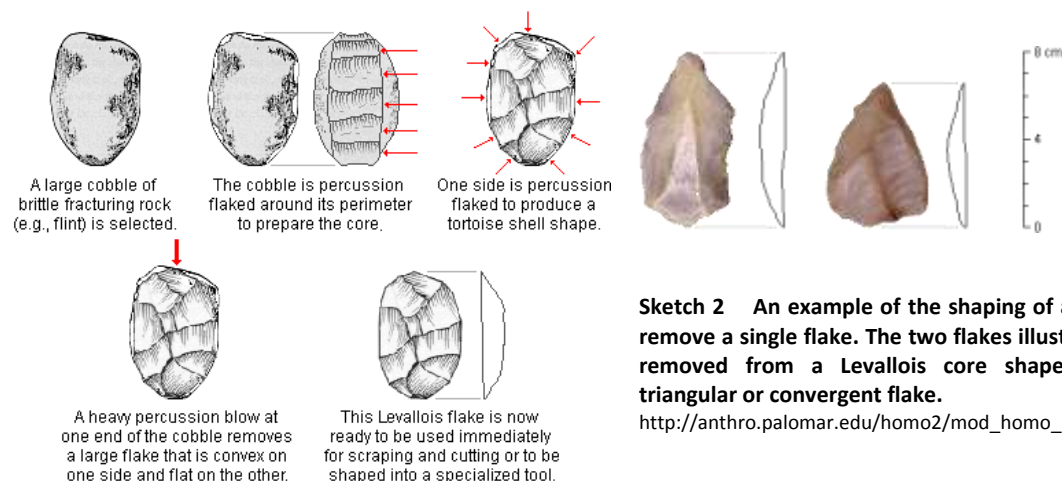 A large cobble of
brittle fracturing rock
(e.g., flint) is selected.
The cobble is percussion
flaked around its perimeter
to prepare the core.
One side is percussion
flaked to produce a
tortoise shell shape.
8 cm
4
0
A heavy percussion blow at
one end of the cobble removes
a large flake that is convex on
one side and flat on the other.
This Levallois flake is now
ready to be used immediately
for scraping and cutting or to be
shaped into a specialized tool.
Sketch 2 An example of the shaping of
remove a single flake. The two flakes illust
removed from a Levallois core shape
triangular or convergent flake.
http://anthro.palomar.edu/homo2/mod_homo_